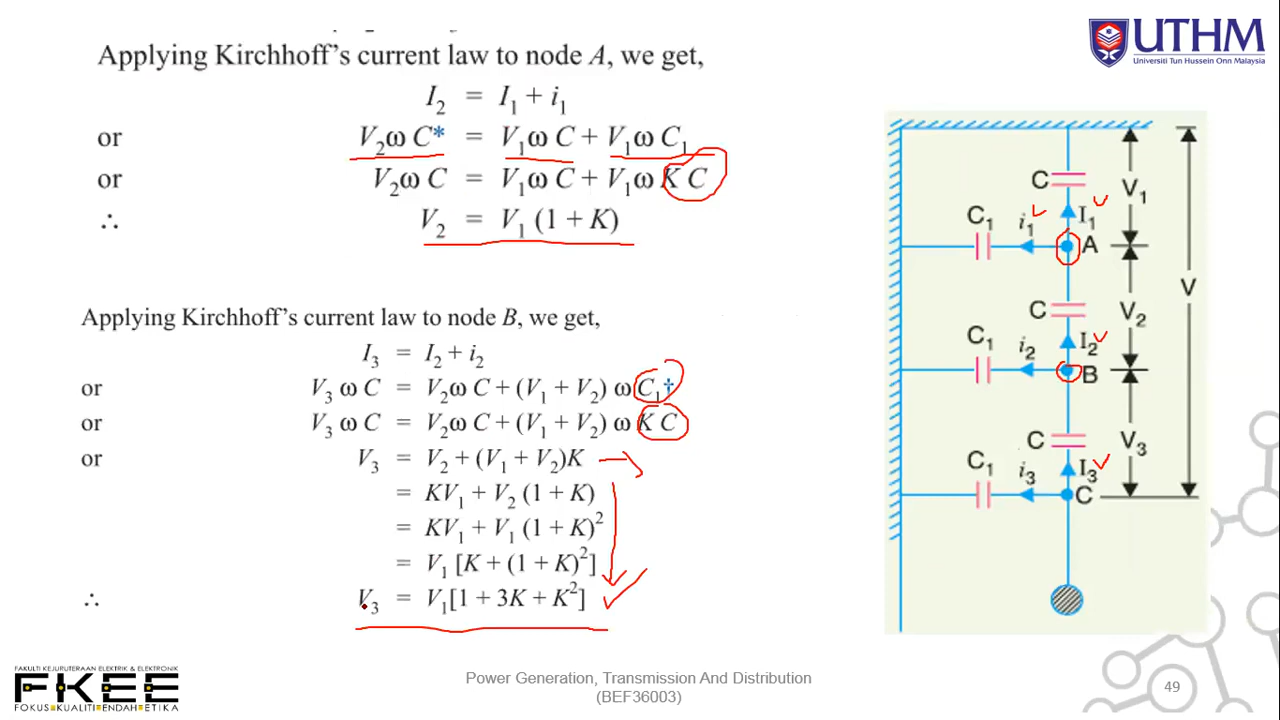 Applying Kirchhoff's current law to node A, we get,
I₂ = I₁ + i₁
or V₂ω C* = V₁ω C + V₁ω C₁
or V₂ω C = V₁ω C + V₁ω K C
∴ V₂ = V₁ (1 + K)
Applying Kirchhoff's current law to node B, we get,
I₃ = I₂ + i₂
or V₃ ω C = V₂ω C + (V₁ + V₂) ω C₁†
or V₃ ω C = V₂ω C + (V₁ + V₂) ω K C
or V₃ = V₂ + (V₁ + V₂)K
= KV₁ + V₂ (1 + K)
= KV₁ + V₁ (1 + K)²
= V₁ [K + (1 + K)²]
∴ V₃ = V₁[1 + 3K + K²]
UTHM
Universiti Tun Hussein Onn Malaysia
C V₁
C₁ i₁ I₁
A
V
C V₂
C₁ i₂ I₂
B
C V₃
C₁ i₃ I₃
C
FAKULTI KEJURUTERAAN ELEKTRIK & ELEKTRONIK
FKEE
FOKUS KUALITI ENDAH ETIKA
Power Generation, Transmission And Distribution
(BEF36003)
49